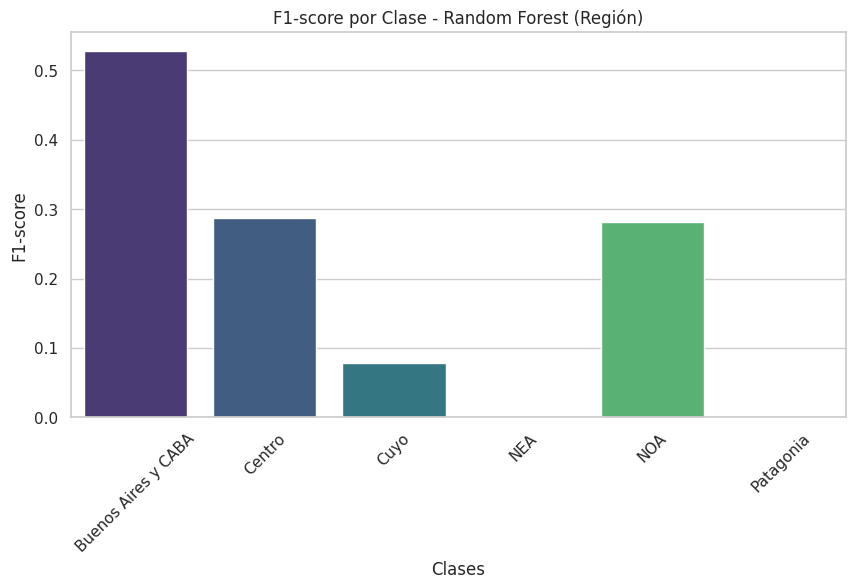 F1-score por Clase - Random Forest (Región)
F1-score
0.5
0.4
0.3
0.2
0.1
0.0
Buenos Aires y CABA
Centro
Cuyo
NEA
NOA
Patagonia
Clases